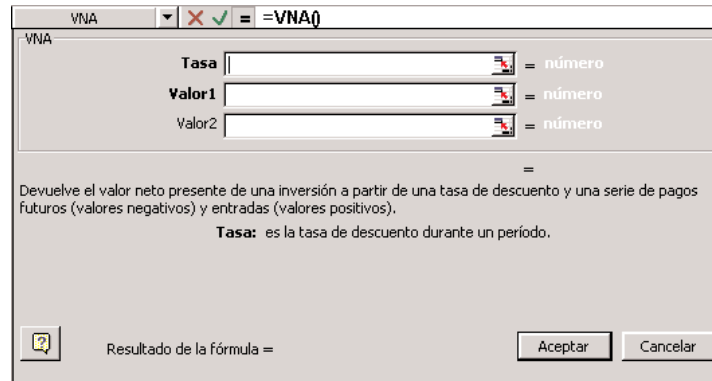 VNA = =VNA()
VNA
Tasa = número
Valor1 = número
Valor2 = número
=
Devuelve el valor neto presente de una inversión a partir de una tasa de descuento y una serie de pagos
futuros (valores negativos) y entradas (valores positivos).
Tasa: es la tasa de descuento durante un período.
? Resultado de la fórmula = Aceptar Cancelar